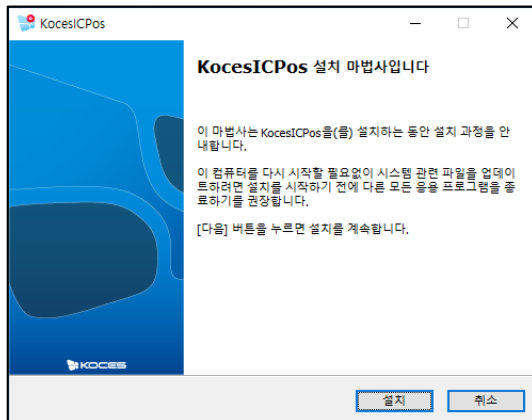 KocesICPos
KocesICPos 설치 마법사입니다
이 마법사는 KocesICPos을(를) 설치하는 동안 설치 과정을 안
내합니다.
이 컴퓨터를 다시 시작할 필요없이 시스템 관련 파일을 업데이
트하려면 설치를 시작하기 전에 다른 모든 응용 프로그램을 종
료하기를 권장합니다.
[다음] 버튼을 누르면 설치를 계속합니다.
KOCES
설치
취소